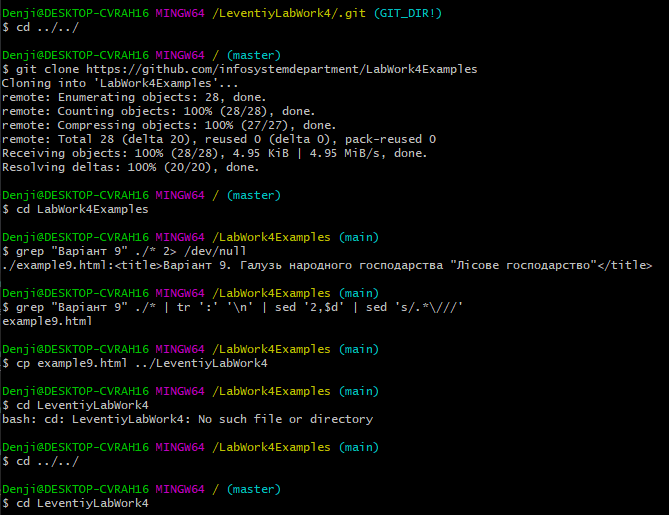 Denji@DESKTOP-CVRAH16 MINGW64 /LeventiyLabWork4/.git (GIT_DIR!)
$ cd ../../
Denji@DESKTOP-CVRAH16 MINGW64 / (master)
$ git clone https://github.com/infosystemdepartment/LabWork4Examples
Cloning into 'LabWork4Examples'...
remote: Enumerating objects: 28, done.
remote: Counting objects: 100% (28/28), done.
remote: Compressing objects: 100% (27/27), done.
remote: Total 28 (delta 20), reused 0 (delta 0), pack-reused 0
Receiving objects: 100% (28/28), 4.95 KiB | 4.95 MiB/s, done.
Resolving deltas: 100% (20/20), done.
Denji@DESKTOP-CVRAH16 MINGW64 / (master)
$ cd LabWork4Examples
Denji@DESKTOP-CVRAH16 MINGW64 /LabWork4Examples (main)
$ grep "Варіант 9" ./* 2> /dev/null
./example9.html:<title>Варіант 9. Галузь народного господарства "Лісове господарство"</title>
Denji@DESKTOP-CVRAH16 MINGW64 /LabWork4Examples (main)
$ grep "Варіант 9" ./* | tr ':' '\n' | sed '2,$d' | sed 's/.*\///'
example9.html
Denji@DESKTOP-CVRAH16 MINGW64 /LabWork4Examples (main)
$ cp example9.html ../LeventiyLabWork4
Denji@DESKTOP-CVRAH16 MINGW64 /LabWork4Examples (main)
$ cd LeventiyLabWork4
bash: cd: LeventiyLabWork4: No such file or directory
Denji@DESKTOP-CVRAH16 MINGW64 /LabWork4Examples (main)
$ cd ../../
Denji@DESKTOP-CVRAH16 MINGW64 / (master)
$ cd LeventiyLabWork4